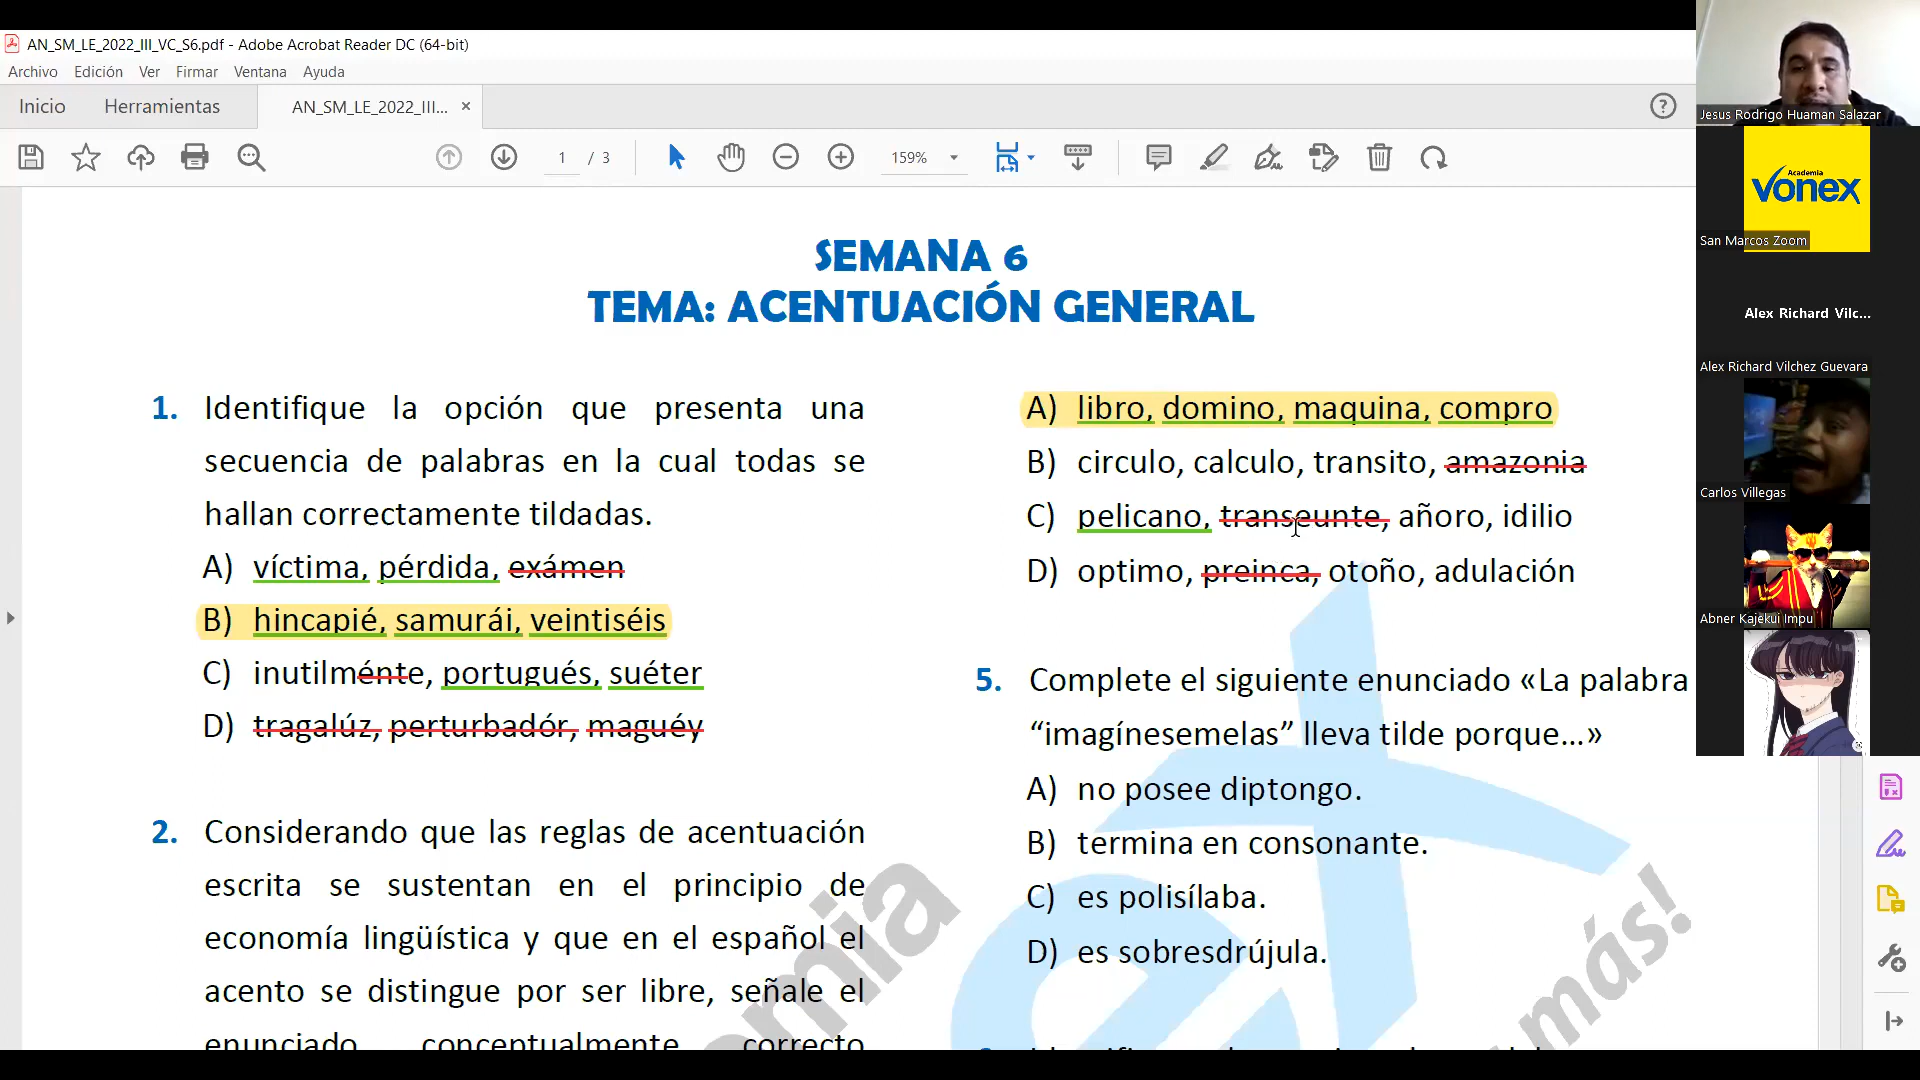 AN_SM_LE_2022_III_VC_S6.pdf - Adobe Acrobat Reader DC (64-bit)
Archivo Edición Ver Firmar Ventana Ayuda
Inicio Herramientas AN_SM_LE_2022_III... ×
1 / 3 159%
SEMANA 6
TEMA: ACENTUACIÓN GENERAL
1. Identifique la opción que presenta una
secuencia de palabras en la cual todas se
hallan correctamente tildadas.
A) víctima, pérdida, exámen
B) hincapié, samurái, veintiséis
C) inutilménte, portugués, suéter
D) tragalúz, perturbadór, maguéy
2. Considerando que las reglas de acentuación
escrita se sustentan en el principio de
economía lingüística y que en el español el
acento se distingue por ser libre, señale el
enunciado conceptualmente correcto
A) libro, domino, maquina, compro
B) circulo, calculo, transito, amazonia
C) pelicano, transeunte, añoro, idilio
D) optimo, preinca, otoño, adulación
5. Complete el siguiente enunciado «La palabra
“imagínesemelas” lleva tilde porque...»
A) no posee diptongo.
B) termina en consonante.
C) es polisílaba.
D) es sobresdrújula.
emia
ex
más!
Jesus Rodrigo Huaman Salazar
Academia
Vonex
San Marcos Zoom
Alex Richard Vilc...
Alex Richard Vilchez Guevara
Carlos Villegas
Abner Kajekui Impu